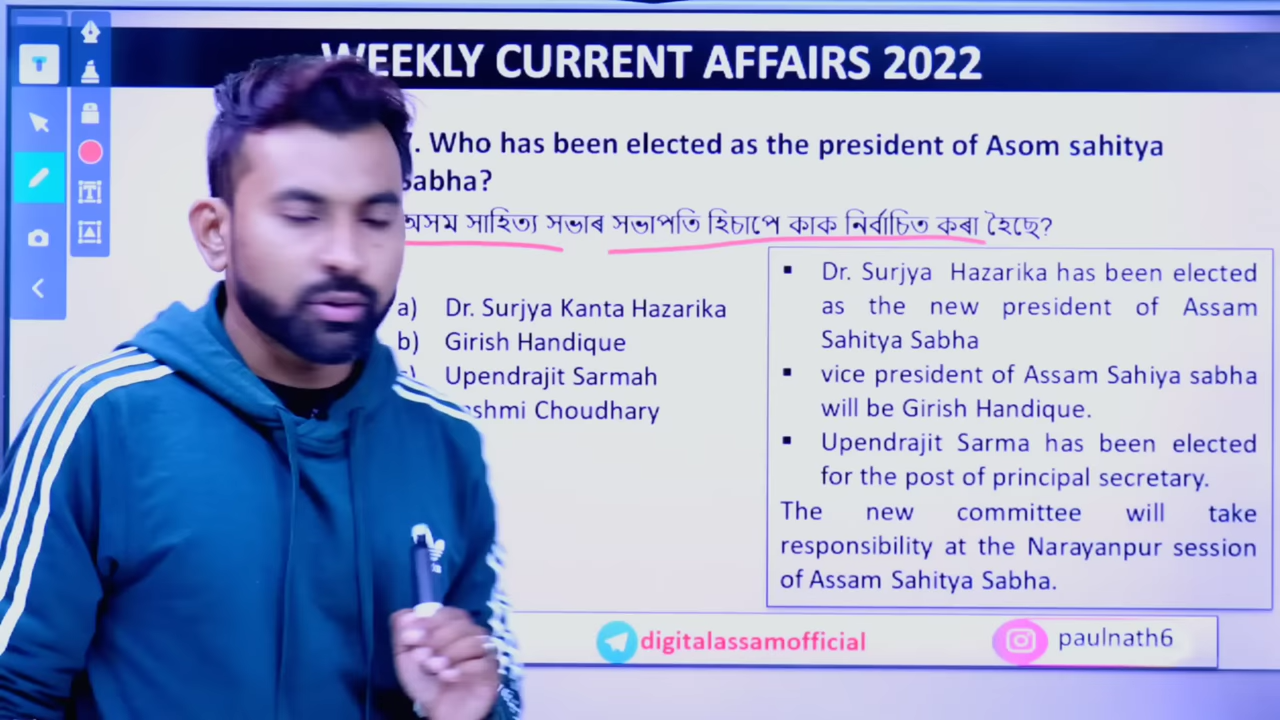 WEEKLY CURRENT AFFAIRS 2022
7. Who has been elected as the president of Asom sahitya
sabha?
অসম সাহিত্য সভাৰ সভাপতি হিচাপে কাক নিৰ্বাচিত কৰা হৈছে?
a) Dr. Surjya Kanta Hazarika
b) Girish Handique
Upendrajit Sarmah
Choudhary
▪ Dr. Surjya Hazarika has been elected
as the new president of Assam
Sahitya Sabha
▪ vice president of Assam Sahiya sabha
will be Girish Handique.
▪ Upendrajit Sarma has been elected
for the post of principal secretary.
The new committee will take
responsibility at the Narayanpur session
of Assam Sahitya Sabha.
digitalassamofficial
paulnath6